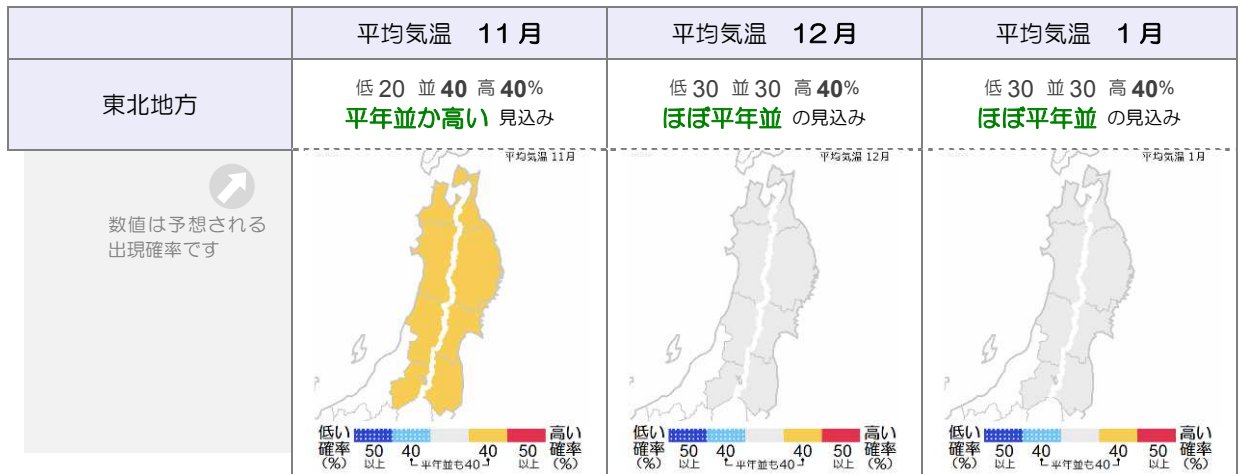 平均気温 11月
平均気温 12月
平均気温 1月
東北地方
低20 並40 高40%
平年並か高い 見込み
低30 並30 高40%
ほぼ平年並 の見込み
低30 並30 高40%
ほぼ平年並 の見込み
数値は予想される
出現確率です
平均気温 11月
低い 高い
確率 50 40 40 50 確率
(%) 以上 平年並も40 以上 (%)
平均気温 12月
低い 高い
確率 50 40 40 50 確率
(%) 以上 平年並も40 以上 (%)
平均気温 1月
低い 高い
確率 50 40 40 50 確率
(%) 以上 平年並も40 以上 (%)